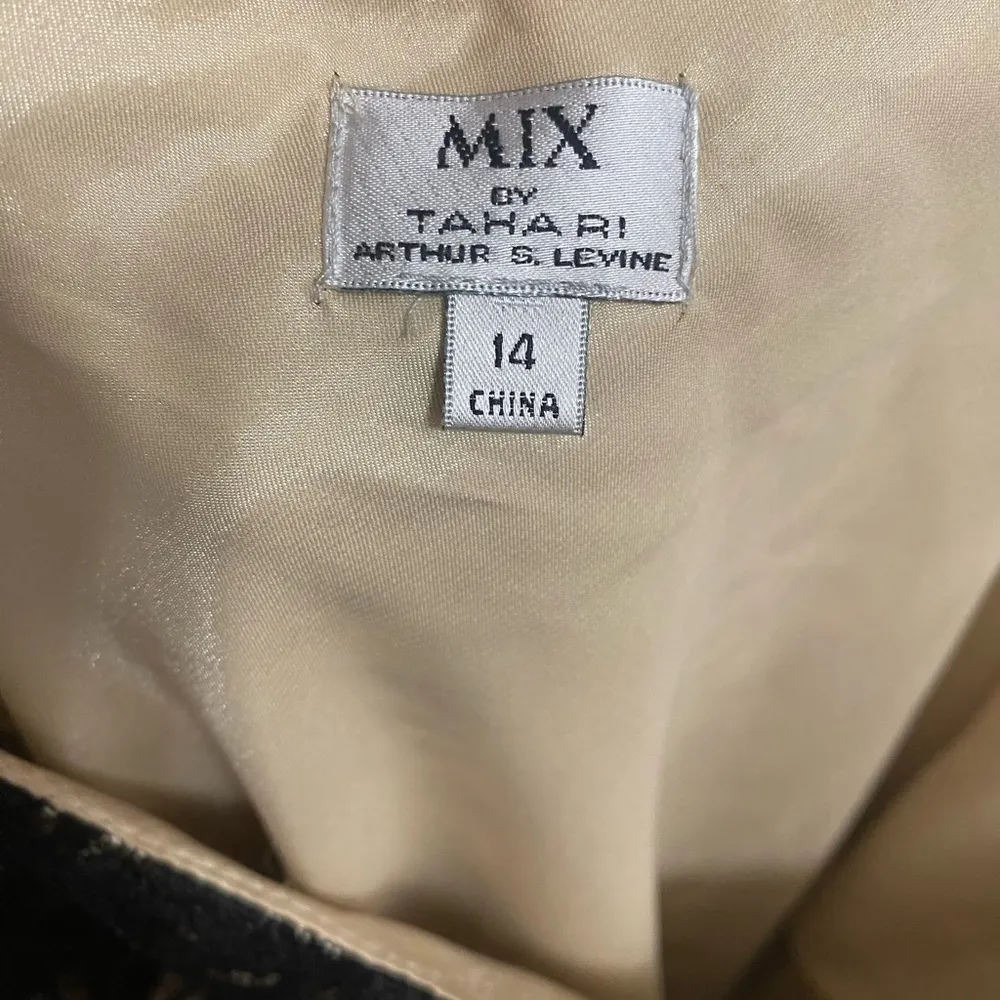 MIX
BY
TAHARI
ARTHUR S. LEVINE
14
CHINA